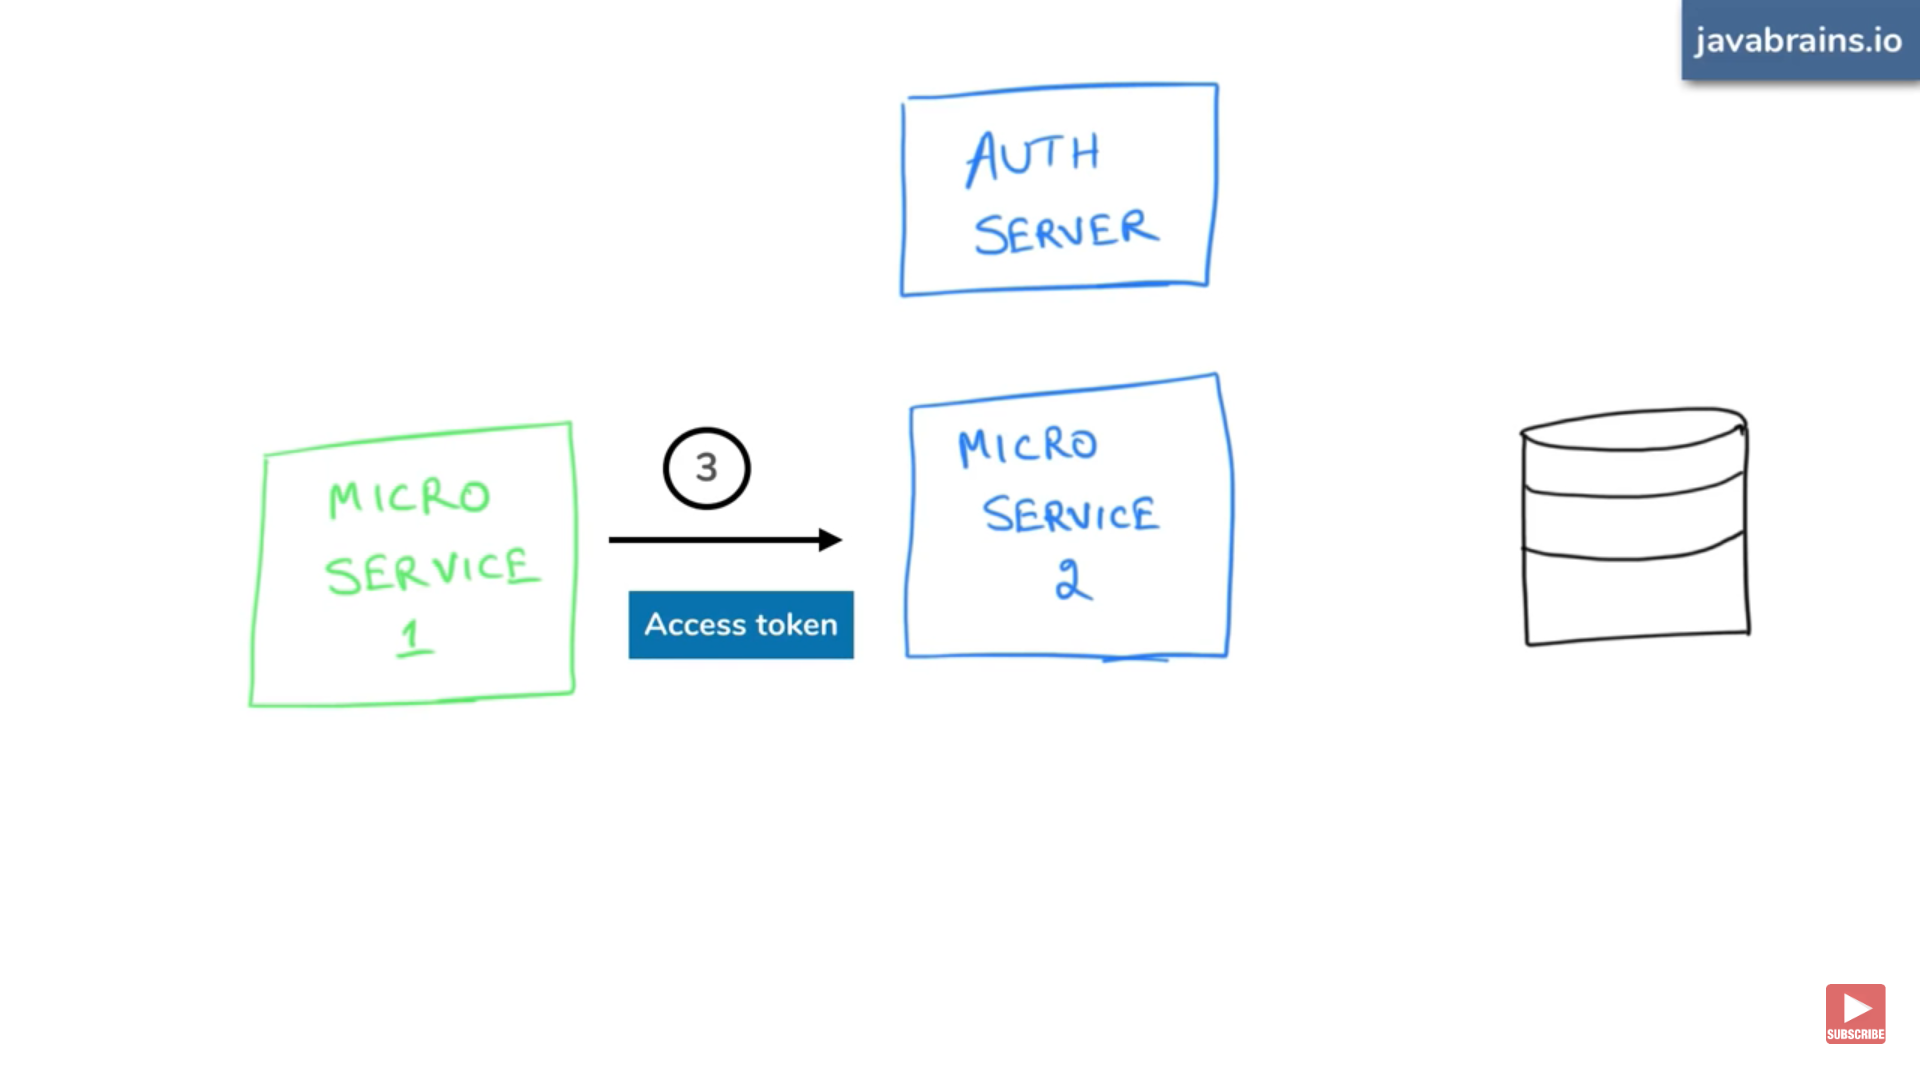 javabrains.io
AUTH
SERVER
MICRO
SERVICE
1
3
Access token
MICRO
SERVICE
2
SUBSCRIBE